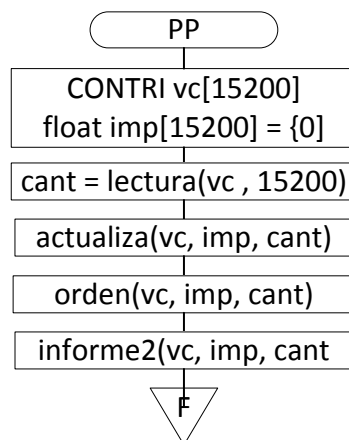 PP
CONTRI vc[15200]
float imp[15200] = {0]
cant = lectura(vc , 15200)
actualiza(vc, imp, cant)
orden(vc, imp, cant)
informe2(vc, imp, cant
F